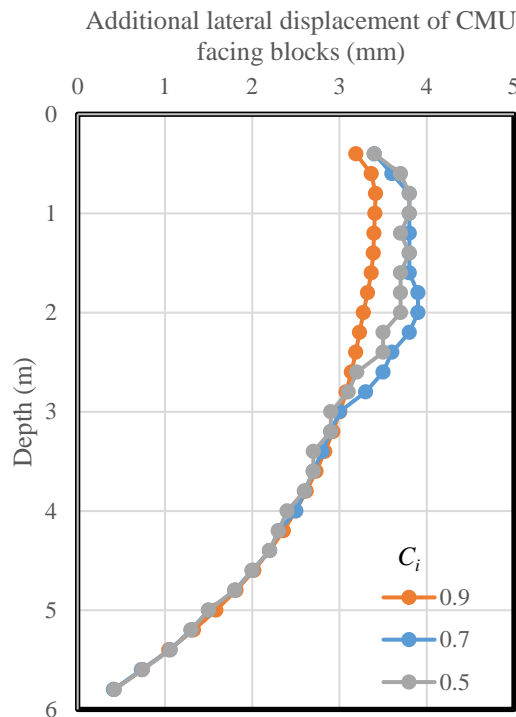 Additional lateral displacement of CMU
facing blocks (mm)
0 1 2 3 4 5
0
1
2
3
4
5
6
Depth (m)
C_i
0.9
0.7
0.5